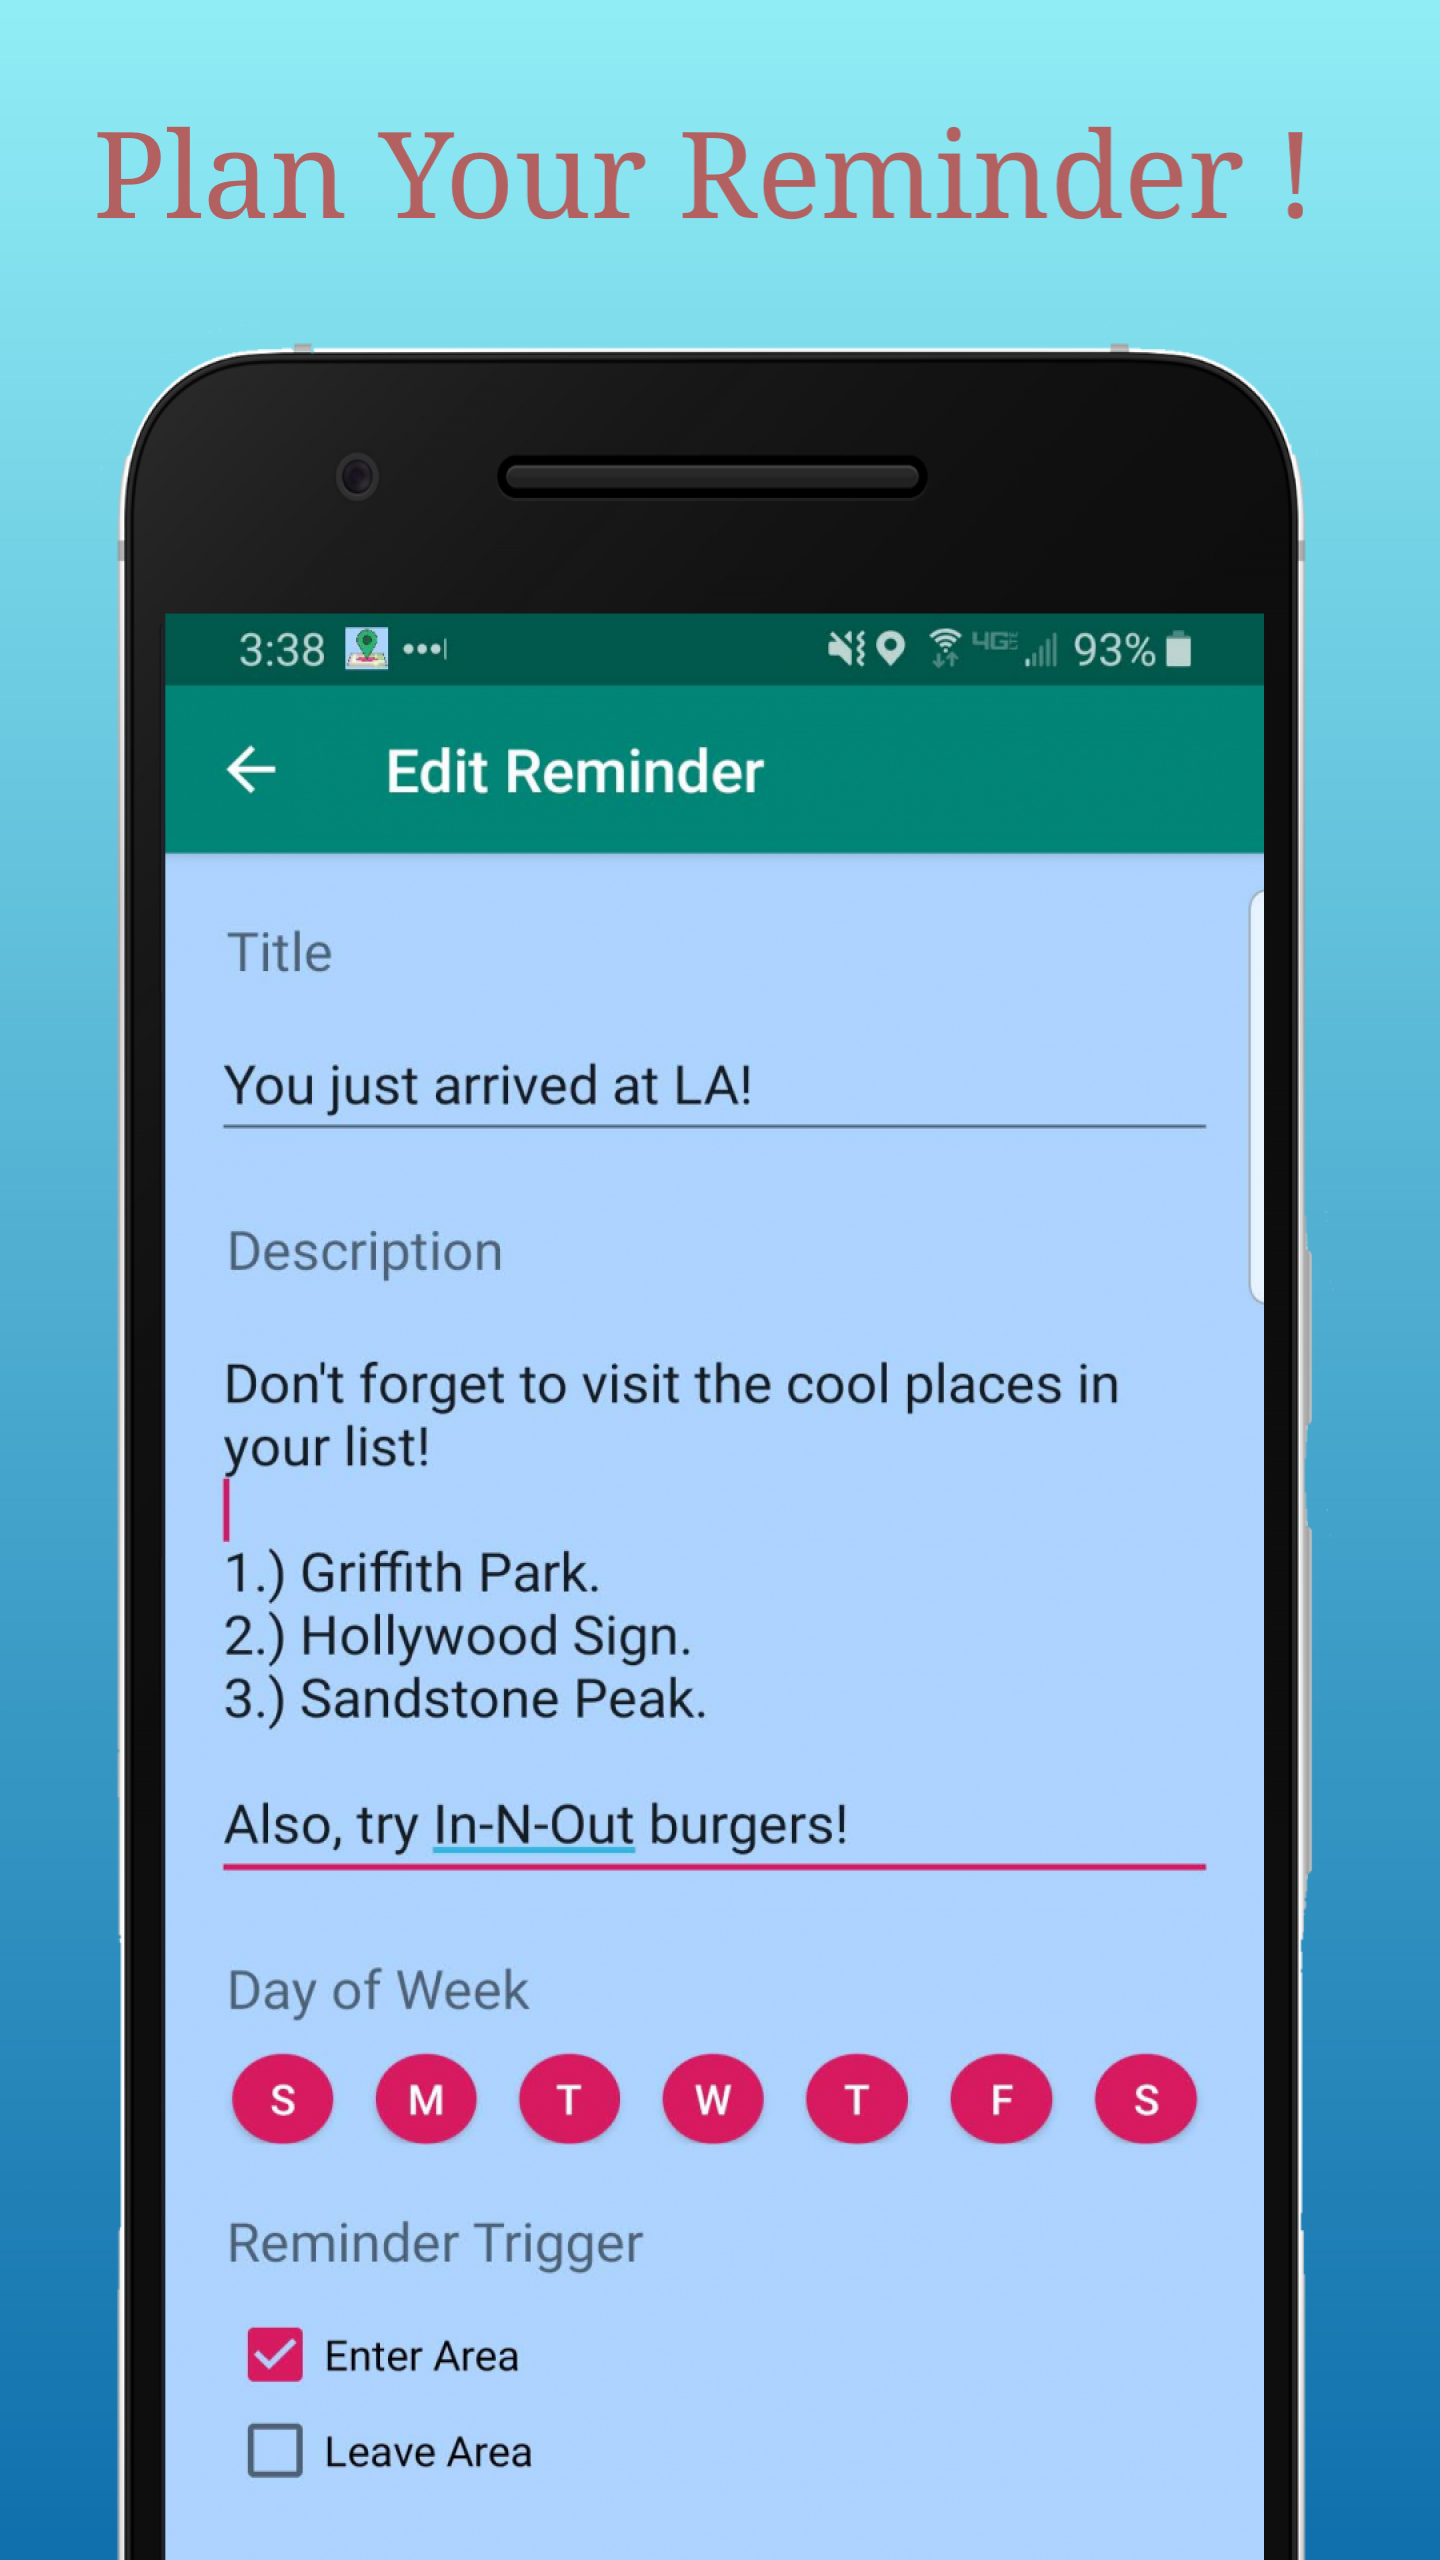 Plan Your Reminder !
3:38 4GE 93%
Edit Reminder
Title
You just arrived at LA!
Description
Don't forget to visit the cool places in
your list!
1.) Griffith Park.
2.) Hollywood Sign.
3.) Sandstone Peak.
Also, try In-N-Out burgers!
Day of Week
S M T W T F S
Reminder Trigger
Enter Area
Leave Area